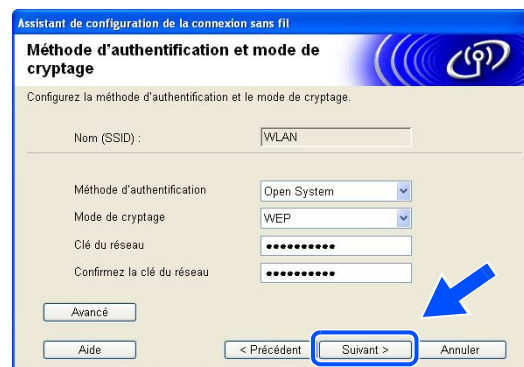 Assistant de configuration de la connexion sans fil
Méthode d'authentification et mode de
cryptage
Configurez la méthode d'authentification et le mode de cryptage.
Nom (SSID) : WLAN
Méthode d'authentification Open System
Mode de cryptage WEP
Clé du réseau ●●●●●●●●●●
Confirmez la clé du réseau ●●●●●●●●●●
Avancé
Aide < Précédent Suivant > Annuler